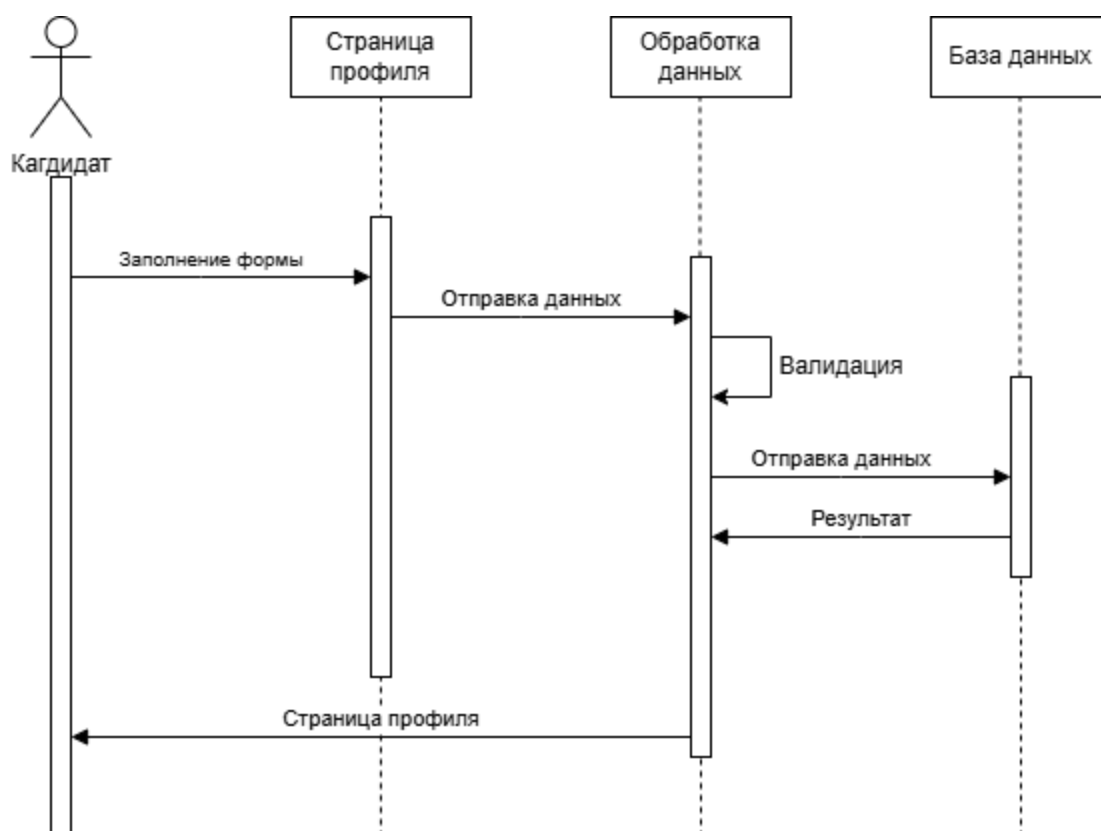 Страница
профиля
Обработка
данных
База данных
Кагдидат
Заполнение формы
Отправка данных
Валидация
Отправка данных
Результат
Страница профиля